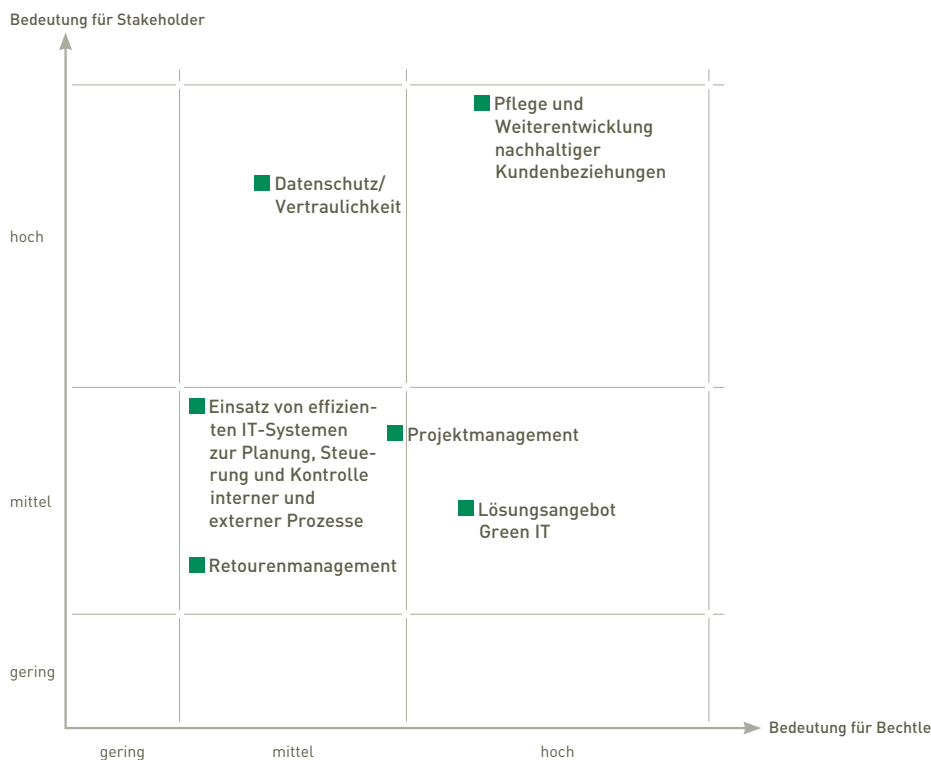 Bedeutung für Stakeholder
Pflege und
Weiterentwicklung
nachhaltiger
Kundenbeziehungen
Datenschutz/
Vertraulichkeit
hoch
Einsatz von effizien-
ten IT-Systemen
zur Planung, Steue-
rung und Kontrolle
interner und
externer Prozesse
Projektmanagement
mittel
Lösungsangebot
Green IT
Retourenmanagement
gering
Bedeutung für Bechtle
gering
mittel
hoch